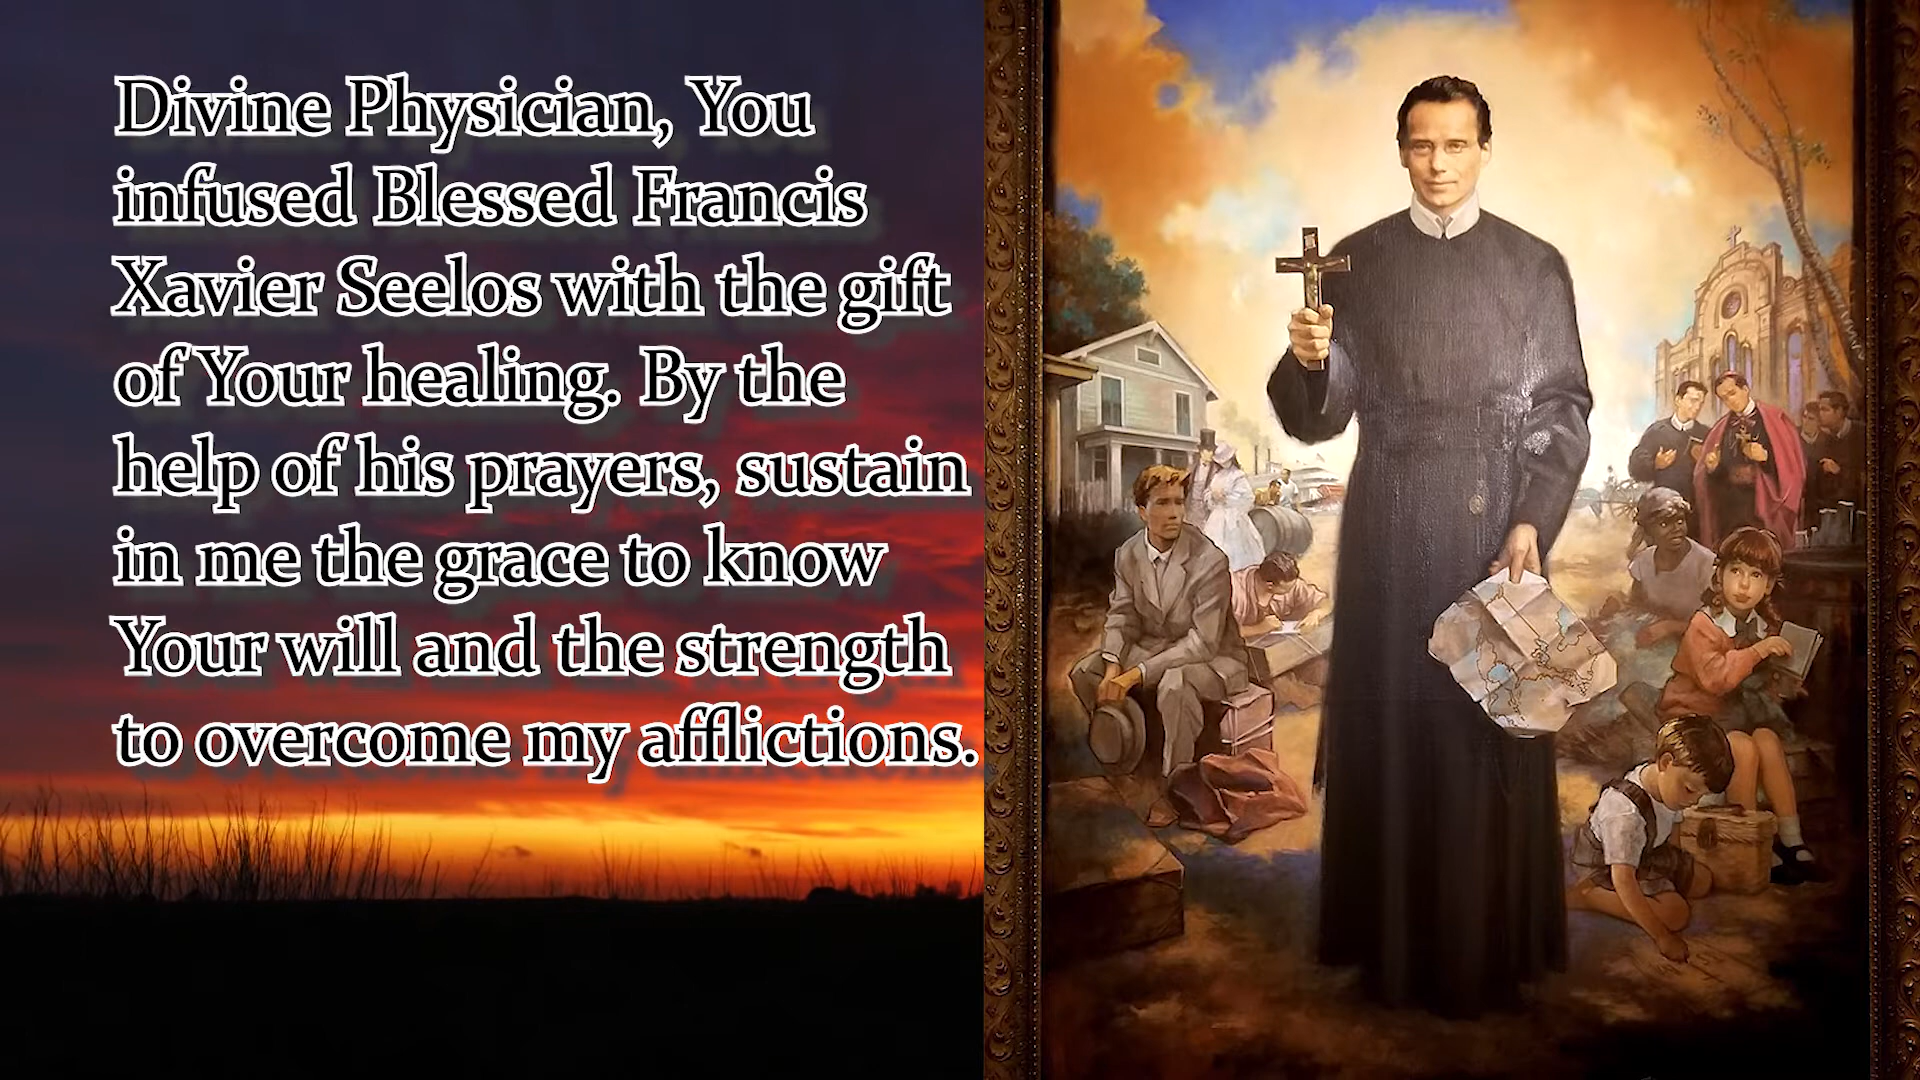 Divine Physician, You
infused Blessed Francis
Xavier Seelos with the gift
of Your healing. By the
help of his prayers, sustain
in me the grace to know
Your will and the strength
to overcome my afflictions.